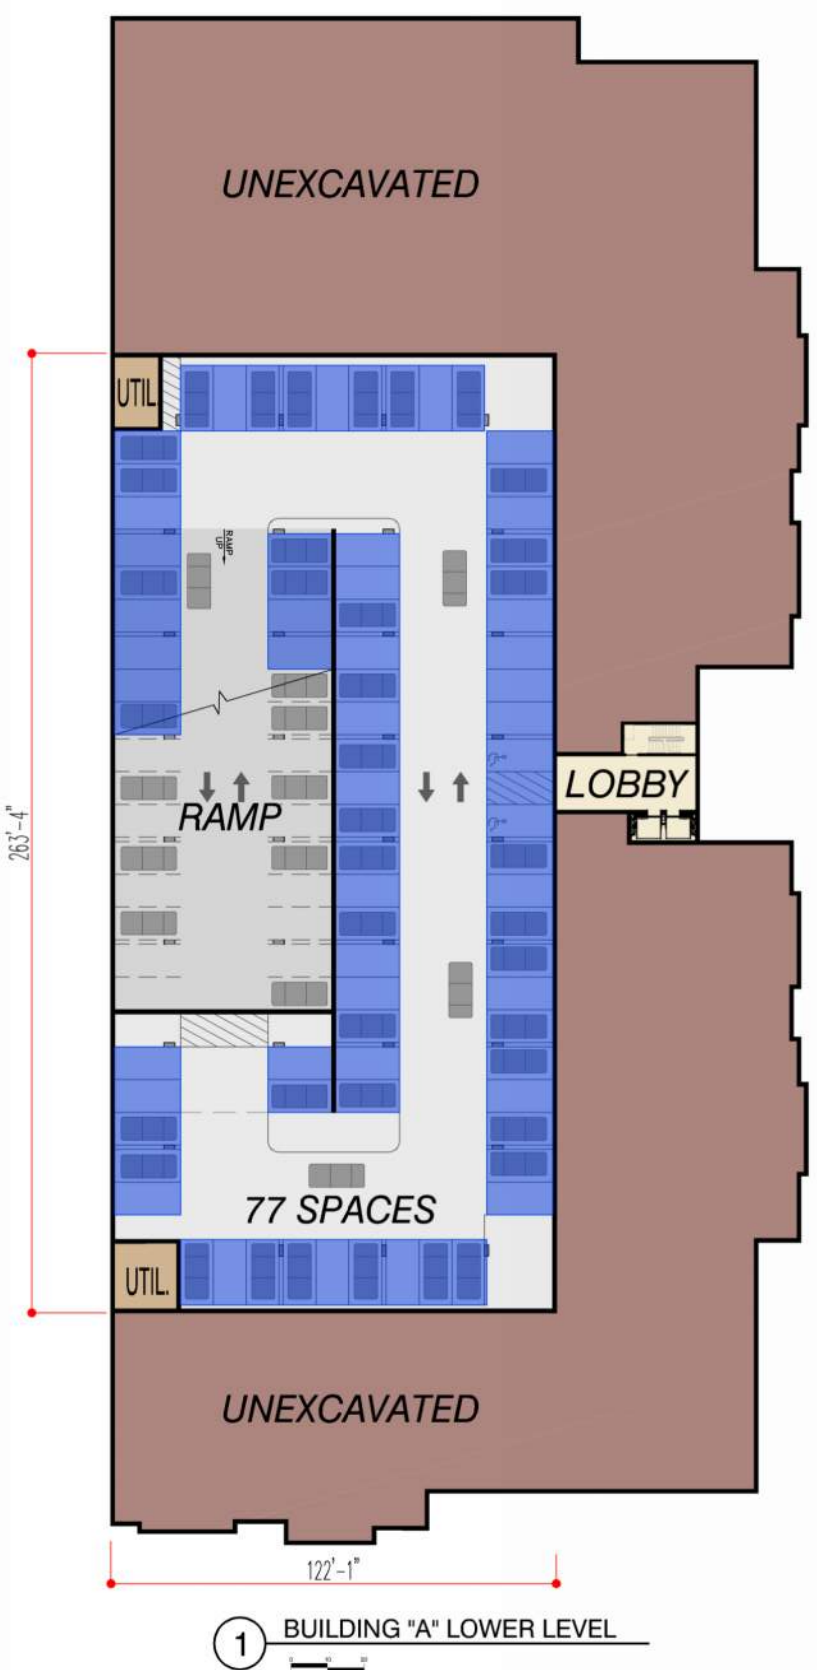 UNEXCAVATED
UTIL.
RAMP
UP
LOBBY
RAMP
263'-4"
77 SPACES
UTIL.
UNEXCAVATED
122'-1"
1
BUILDING "A" LOWER LEVEL